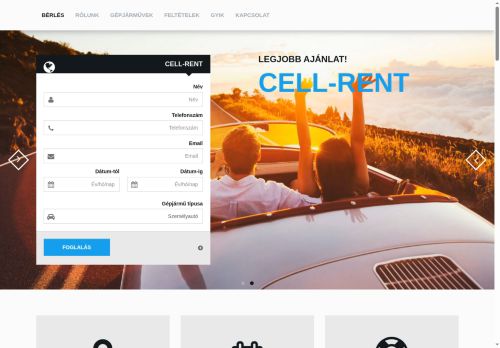 BÉRLÉS RÓLUNK GÉPJÁRMŰVEK FELTÉTELEK GYIK KAPCSOLAT
CELL-RENT
Név
Név
Telefonszám
Telefonszám
Email
Email
Dátum-tól Dátum-ig
Év/hó/nap Év/hó/nap
Gépjármű típusa
Személyautó
FOGLALÁS
LEGJOBB AJÁNLAT!
CELL-RENT